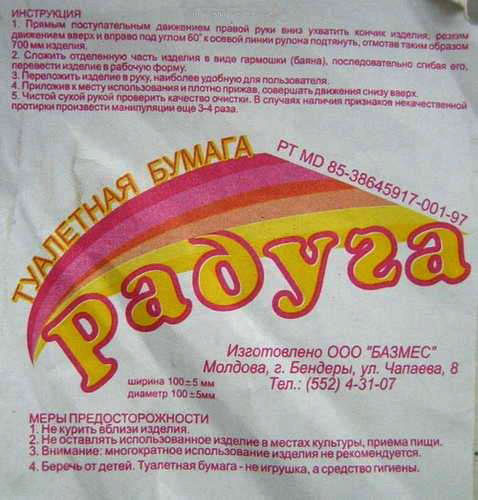 ИНСТРУКЦИЯ
1. Прямым поступательным движением правой руки вниз ухватить кончик изделия; резким
движением вверх и вправо под углом 60° к осевой линии рулона подтянуть, отмотав таким образом
700 мм изделия.
2. Сложить отделенную часть изделия в виде гармошки (баяна), последовательно сгибая его,
перевести изделие в рабочую форму.
3. Переложить изделие в руку, наиболее удобную для пользователя.
4. Приложив к месту использования и плотно прижав, совершать движения снизу вверх.
5. Чистой сухой рукой проверить качество очистки. В случаях наличия признаков некачественной
протирки произвести манипуляции еще 3-4 раза.
ТУАЛЕТНАЯ БУМАГА
РТ MD 85-38645917-001-97
Радуга
Изготовлено ООО "БАЗМЕС"
Молдова, г. Бендеры, ул. Чапаева, 8
Тел.: (552) 4-31-07
ширина 100±5 мм
диаметр 100±5мм
МЕРЫ ПРЕДОСТОРОЖНОСТИ
1. Не курить вблизи изделия.
2. Не оставлять использованное изделие в местах культуры, приема пищи.
3. Внимание: многократное использование изделия не рекомендуется.
4. Беречь от детей. Туалетная бумага - не игрушка, а средство гигиены.